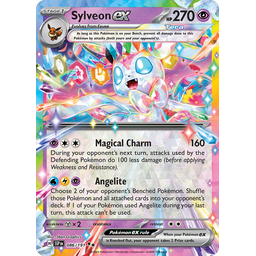 STAGE 1
Sylveon ex
HP 270
Evolves from Eevee
Tera
As long as this Pokémon is on your Bench, prevent all damage done to this
Pokémon by attacks (both yours and your opponent's).
Magical Charm 160
During your opponent's next turn, attacks used by the
Defending Pokémon do 100 less damage (before applying
Weakness and Resistance).
Angelite
Choose 2 of your opponent's Benched Pokémon. Shuffle
those Pokémon and all attached cards into your opponent's
deck. If 1 of your Pokémon used Angelite during your last
turn, this attack can't be used.
×2
Pokémon ex rule
When your Pokémon ex
is Knocked Out, your opponent takes 2 Prize cards.